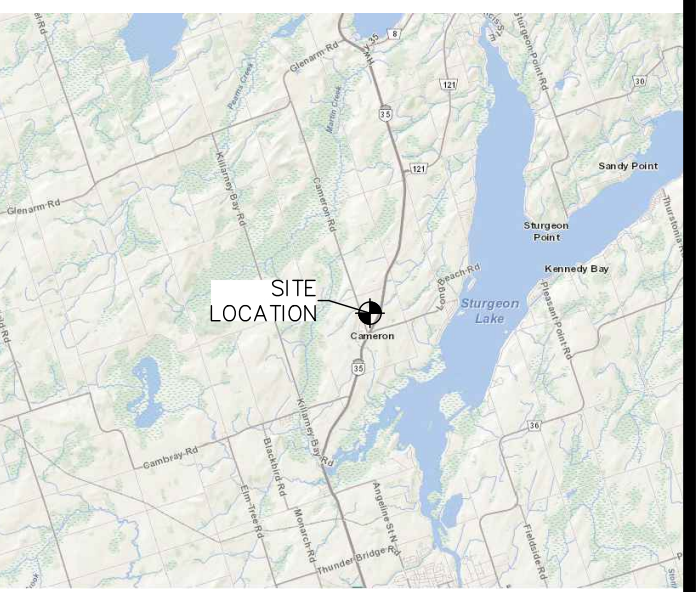 8
Hwy 35
Glenarm Rd
Sturgeon Point Rd
Pearns Creek
Martin Creek
121
30
35
121
Killarney Bay Rd
Cameron Rd
Sandy Point
Glenarm Rd
Thurstonia R
Sturgeon
Point
Kennedy Bay
Long Beach Rd
SITE
LOCATION
Sturgeon
Lake
Pleasant Point Rd
Cameron
35
Killarney Bay Rd
36
Cambray Rd
Blackbird Rd
Elm Tree Rd
Monarch Rd
Angeline St N
Fieldside Rd
Thunder Bridge Rd